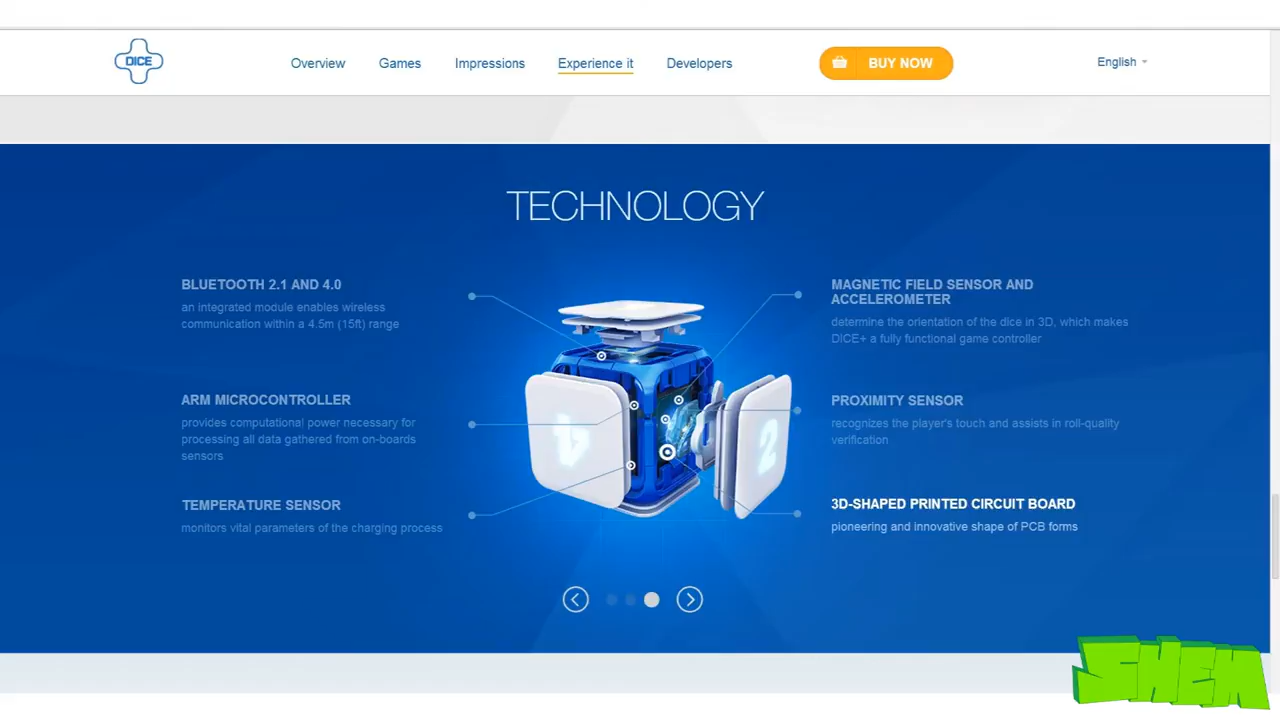 DICE
Overview
Games
Impressions
Experience it
Developers
BUY NOW
English
TECHNOLOGY
BLUETOOTH 2.1 AND 4.0
an integrated module enables wireless
communication within a 4.5m (15ft) range
ARM MICROCONTROLLER
provides computational power necessary for
processing all data gathered from on-boards
sensors
TEMPERATURE SENSOR
monitors vital parameters of the charging process
4
2
MAGNETIC FIELD SENSOR AND
ACCELEROMETER
determine the orientation of the dice in 3D, which makes
DICE+ a fully functional game controller
PROXIMITY SENSOR
recognizes the player's touch and assists in roll-quality
verification
3D-SHAPED PRINTED CIRCUIT BOARD
pioneering and innovative shape of PCB forms
SHEM